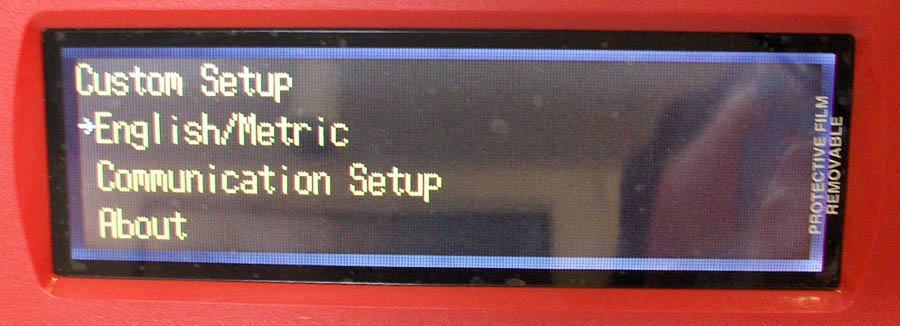 Custom Setup
→English/Metric
Communication Setup
About
PROTECTIVE FILM
REMOVABLE